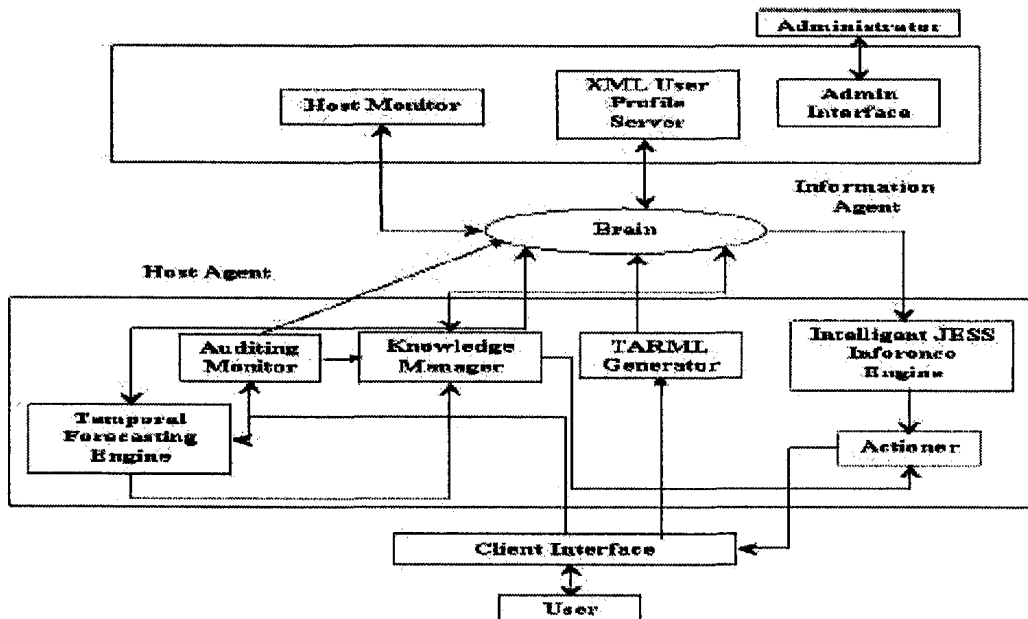 Administrator
Host Monitor
XML User
Profile
Server
Admin
Interface
Information
Agent
Brain
Host Agent
Auditing
Monitor
Knowledge
Manager
TARML
Generator
Intelligent JESS
Inference
Engine
Temporal
Forecasting
Engine
Actioner
Client Interface
User